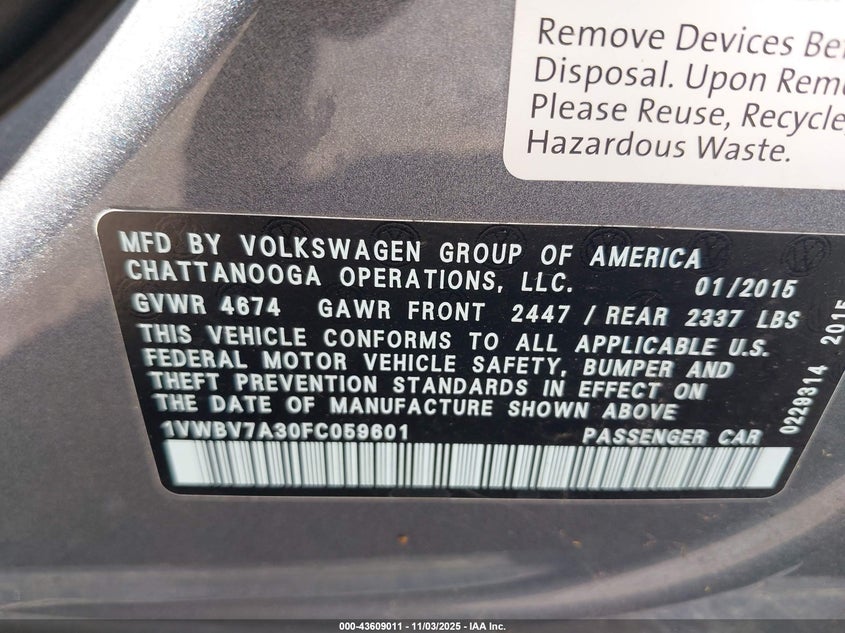 Remove Devices Bef
Disposal. Upon Remo
Please Reuse, Recycle,
Hazardous Waste.
MFD BY VOLKSWAGEN GROUP OF AMERICA
CHATTANOOGA OPERATIONS, LLC. 01/2015
GVWR 4674 GAWR FRONT 2447 / REAR 2337 LBS
THIS VEHICLE CONFORMS TO ALL APPLICABLE U.S.
FEDERAL MOTOR VEHICLE SAFETY, BUMPER AND
THEFT PREVENTION STANDARDS IN EFFECT ON
THE DATE OF MANUFACTURE SHOWN ABOVE
1VWBV7A30FC059601 PASSENGER CAR
0229314 2015
000-43609011 - 11/03/2025 - IAA Inc.